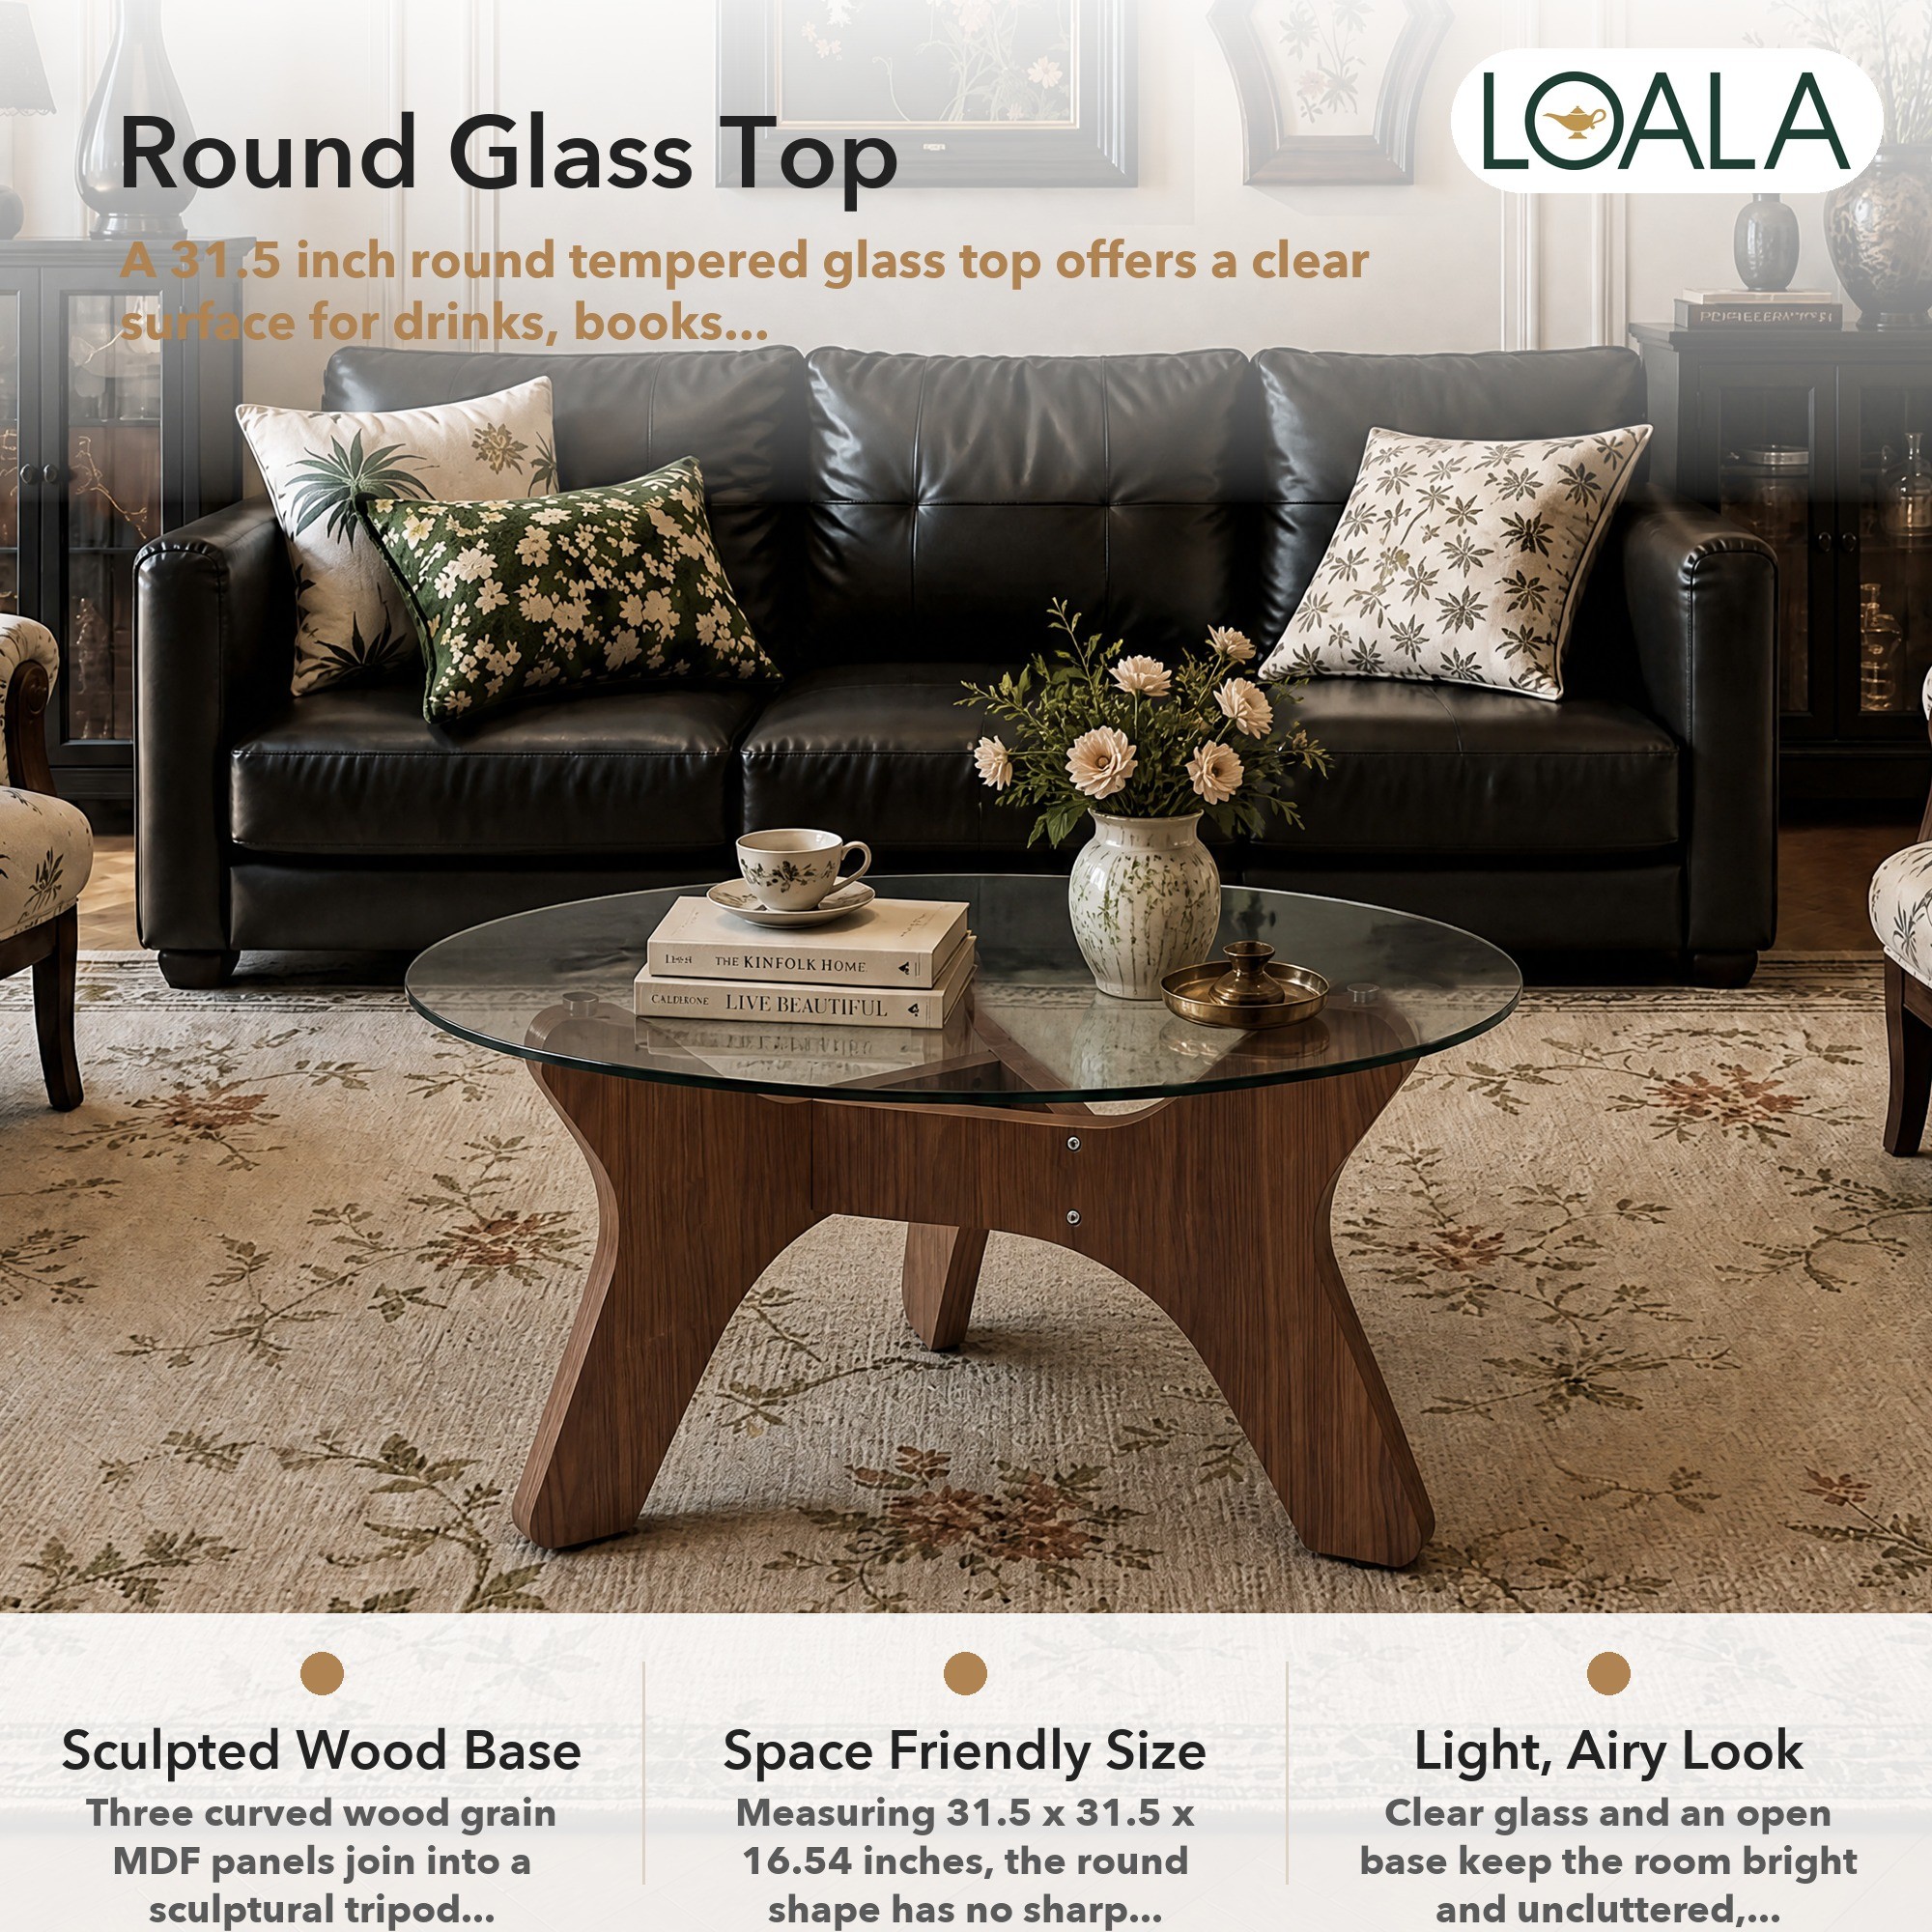 LOALA
Round Glass Top
A 31.5 inch round tempered glass top offers a clear
surface for drinks, books...
THE KINFOLK HOME
CALDERONE LIVE BEAUTIFUL
Sculpted Wood Base
Three curved wood grain
MDF panels join into a
sculptural tripod...
Space Friendly Size
Measuring 31.5 x 31.5 x
16.54 inches, the round
shape has no sharp...
Light, Airy Look
Clear glass and an open
base keep the room bright
and uncluttered,...